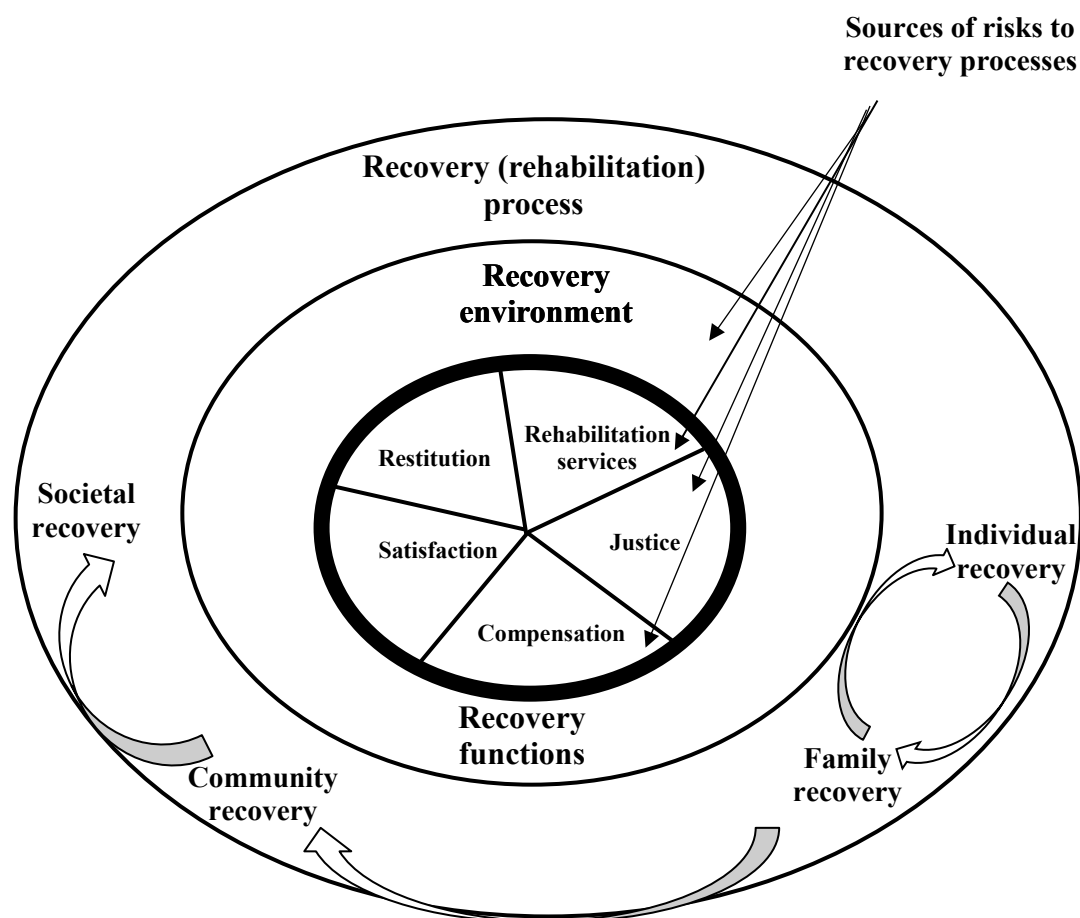 Sources of risks to
recovery processes
Recovery (rehabilitation)
process
Recovery
environment
Rehabilitation
services
Restitution
Justice
Satisfaction
Compensation
Recovery
functions
Societal
recovery
Individual
recovery
Family
recovery
Community
recovery